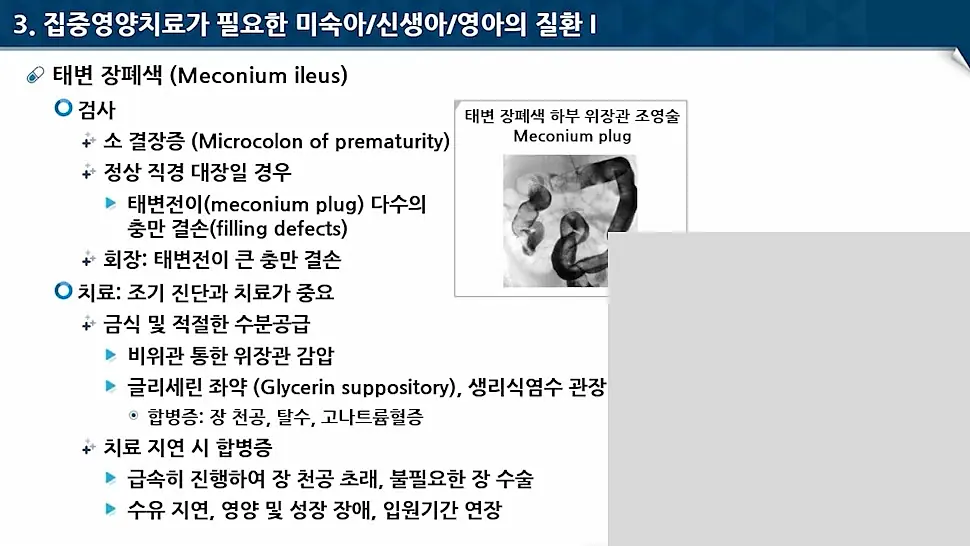 3. 집중영양치료가 필요한 미숙아/신생아/영아의 질환 I
태변 장폐색 (Meconium ileus)
검사
소 결장증 (Microcolon of prematurity)
정상 직경 대장일 경우
태변전이(meconium plug) 다수의
충만 결손(filling defects)
회장: 태변전이 큰 충만 결손
태변 장폐색 하부 위장관 조영술
Meconium plug
치료: 조기 진단과 치료가 중요
금식 및 적절한 수분공급
비위관 통한 위장관 감압
글리세린 좌약 (Glycerin suppository), 생리식염수 관장
합병증: 장 천공, 탈수, 고나트륨혈증
치료 지연 시 합병증
급속히 진행하여 장 천공 초래, 불필요한 장 수술
수유 지연, 영양 및 성장 장애, 입원기간 연장